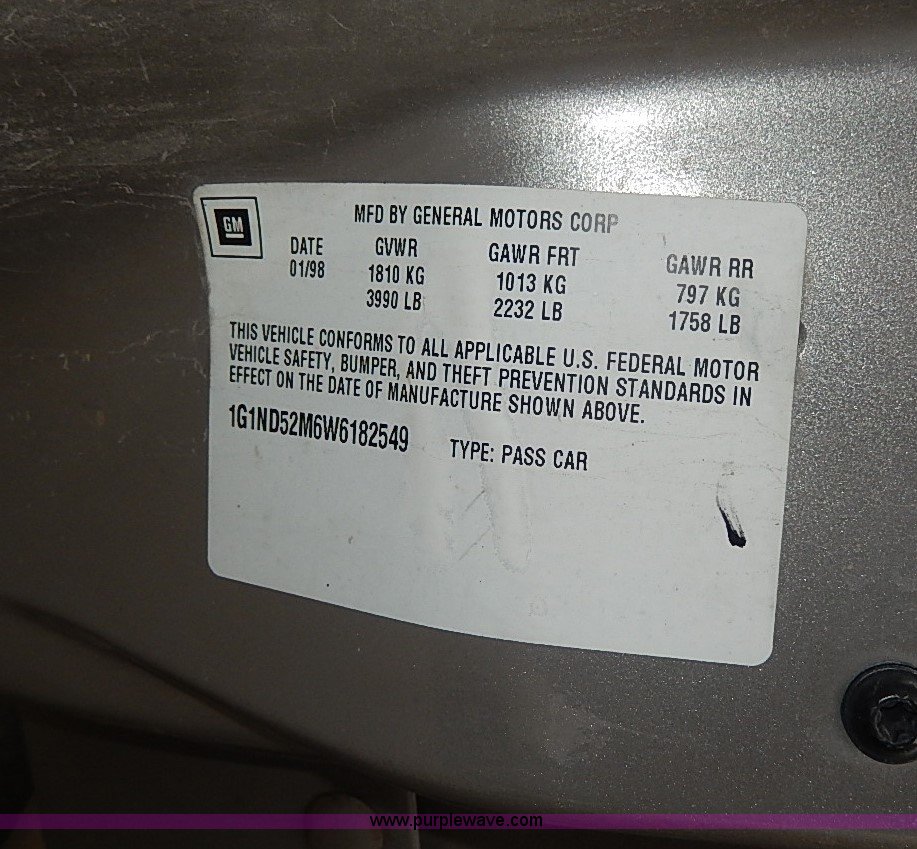 GM
MFD BY GENERAL MOTORS CORP
DATE GVWR GAWR FRT GAWR RR
01/98 1810 KG 1013 KG 797 KG
3990 LB 2232 LB 1758 LB
THIS VEHICLE CONFORMS TO ALL APPLICABLE U.S. FEDERAL MOTOR
VEHICLE SAFETY, BUMPER, AND THEFT PREVENTION STANDARDS IN
EFFECT ON THE DATE OF MANUFACTURE SHOWN ABOVE.
1G1ND52M6W6182549 TYPE: PASS CAR
www.purplewave.com